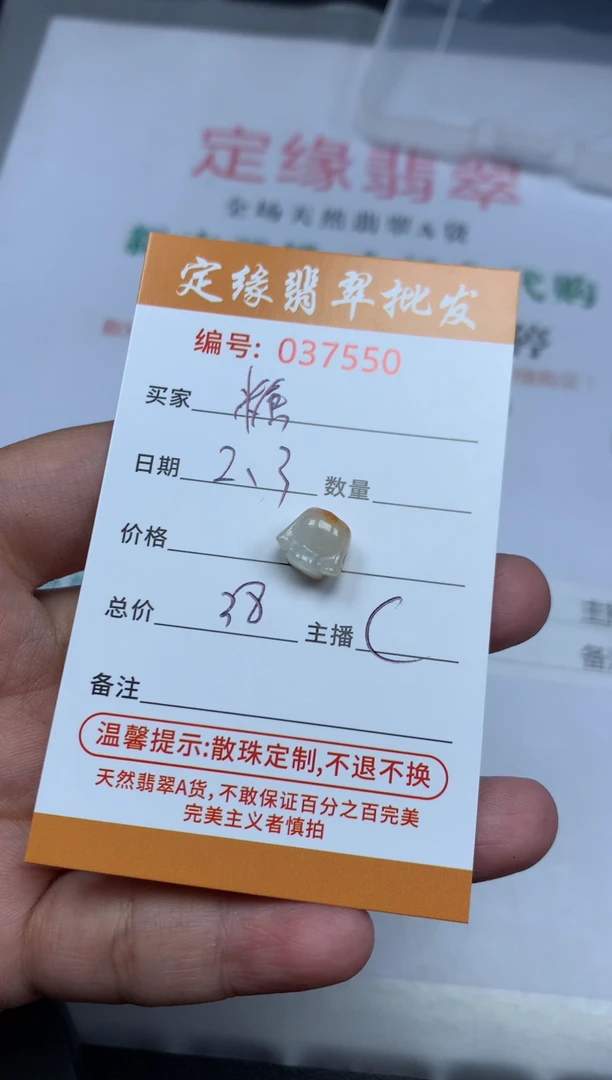 定缘翡翠
全场天然翡翠A货
代购
定缘翡翠批发
编号: 037550
买家
日期 2、3 数量
价格
总价 38 主播 C
备注
温馨提示:散珠定制,不退不换
天然翡翠A货,不敢保证百分之百完美
完美主义者慎拍